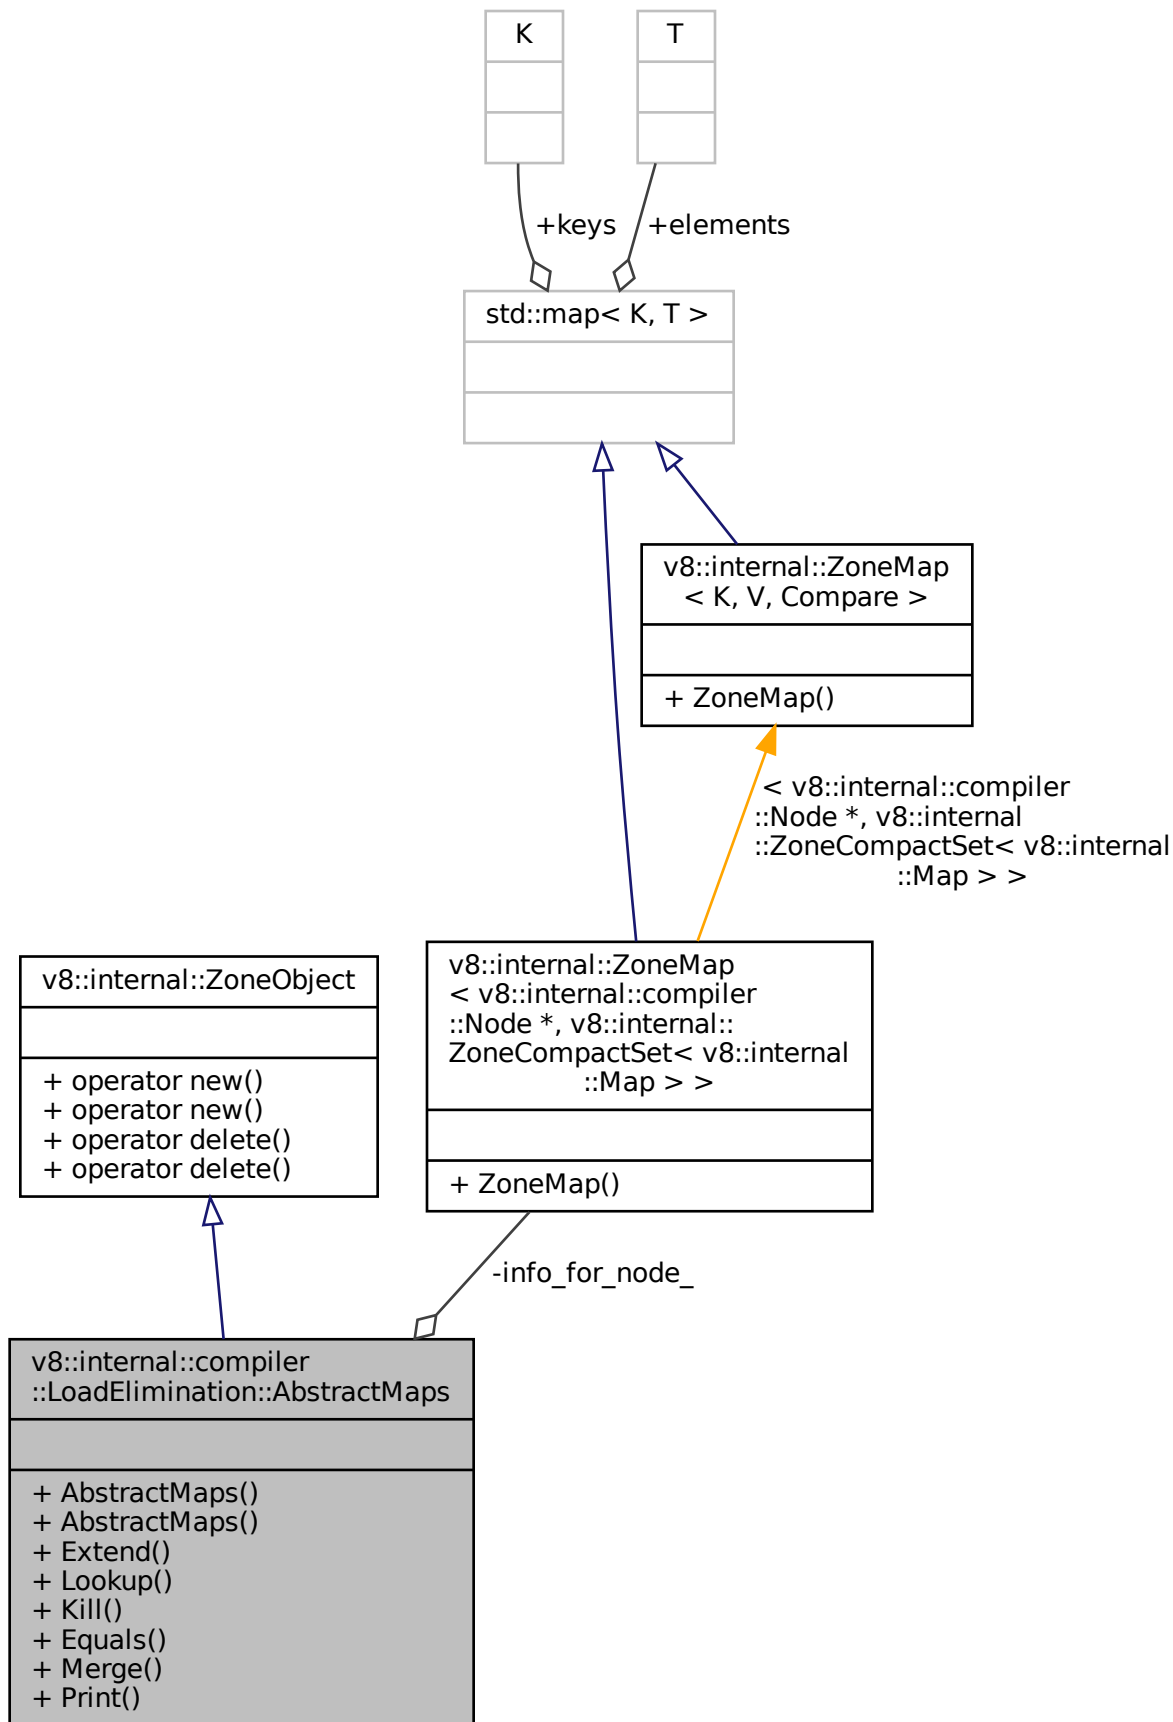 K
T
+keys
+elements
std::map< K, T >
v8::internal::ZoneMap
< K, V, Compare >
+ ZoneMap()
< v8::internal::compiler
::Node *, v8::internal
::ZoneCompactSet< v8::internal
::Map > >
v8::internal::ZoneObject
+ operator new()
+ operator new()
+ operator delete()
+ operator delete()
v8::internal::ZoneMap
< v8::internal::compiler
::Node *, v8::internal::
ZoneCompactSet< v8::internal
::Map > >
+ ZoneMap()
-info_for_node_
v8::internal::compiler
::LoadElimination::AbstractMaps
+ AbstractMaps()
+ AbstractMaps()
+ Extend()
+ Lookup()
+ Kill()
+ Equals()
+ Merge()
+ Print()